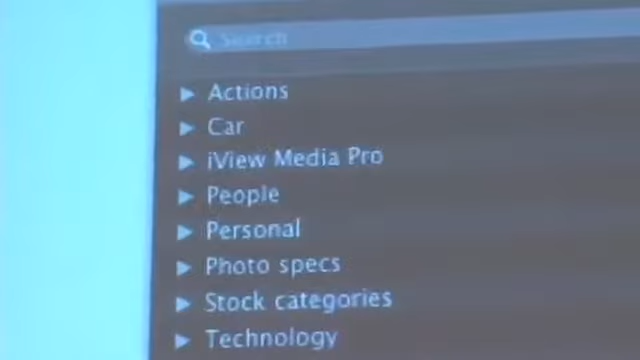 Search
Actions
Car
iView Media Pro
People
Personal
Photo specs
Stock categories
Technology